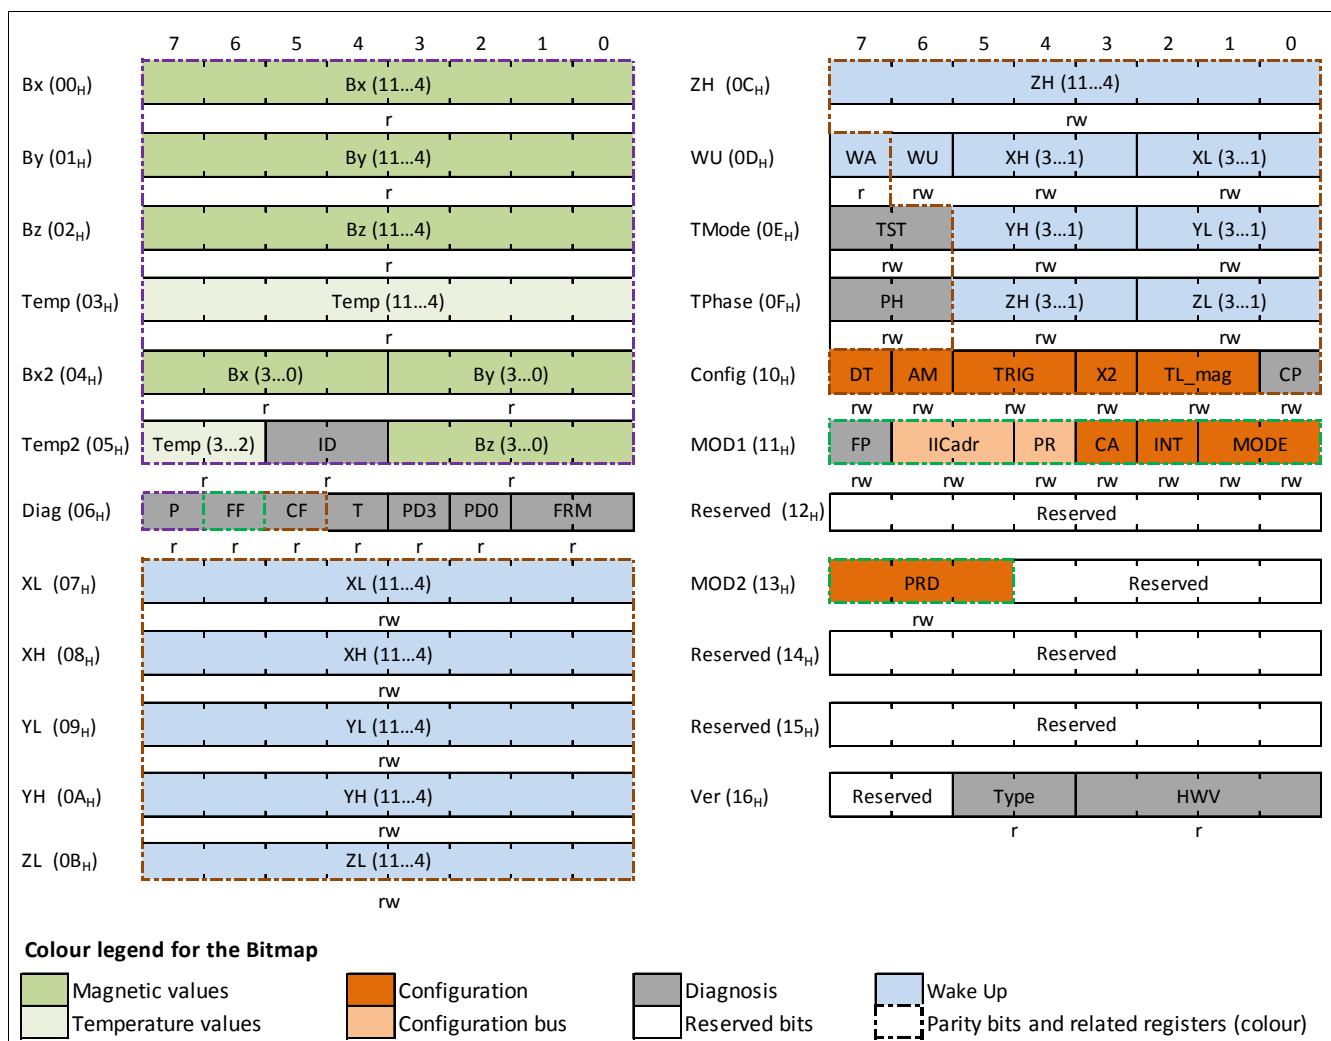 7 6 5 4 3 2 1 0
Bx (00H) Bx (11...4)
r
By (01H) By (11...4)
r
Bz (02H) Bz (11...4)
r
Temp (03H) Temp (11...4)
r
Bx2 (04H) Bx (3...0) By (3...0)
r r
Temp2 (05H) Temp (3...2) ID Bz (3...0)
r r r
Diag (06H) P FF CF T PD3 PD0 FRM
r r r r r r r
XL (07H) XL (11...4)
rw
XH (08H) XH (11...4)
rw
YL (09H) YL (11...4)
rw
YH (0AH) YH (11...4)
rw
ZL (0BH) ZL (11...4)
rw
7 6 5 4 3 2 1 0
ZH (0CH) ZH (11...4)
rw
WU (0DH) WA WU XH (3...1) XL (3...1)
r rw rw rw
TMode (0EH) TST YH (3...1) YL (3...1)
rw rw rw
TPhase (0FH) PH ZH (3...1) ZL (3...1)
rw rw rw
Config (10H) DT AM TRIG X2 TL_mag CP
rw rw rw rw rw rw
MOD1 (11H) FP IICadr PR CA INT MODE
rw rw rw rw rw rw rw
Reserved (12H) Reserved
MOD2 (13H) PRD Reserved
rw
Reserved (14H) Reserved
Reserved (15H) Reserved
Ver (16H) Reserved Type HWV
r r
Colour legend for the Bitmap
Magnetic values Configuration Diagnosis Wake Up
Temperature values Configuration bus Reserved bits Parity bits and related registers (colour)